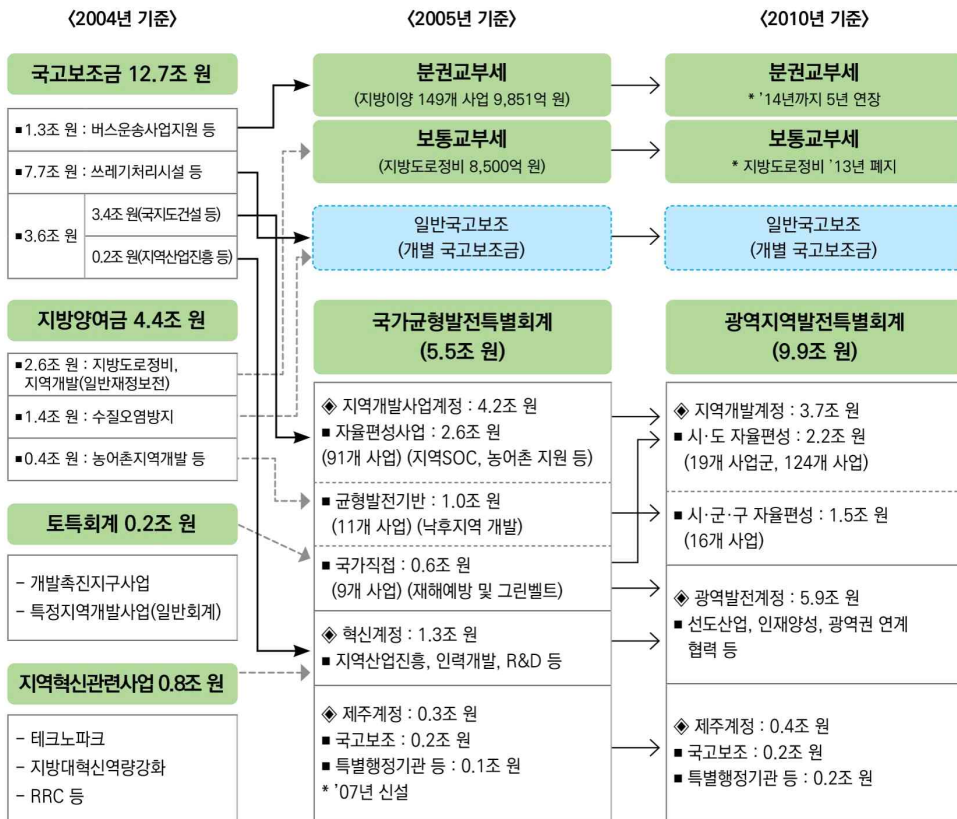 〈2004년 기준〉
국고보조금 12.7조 원
■1.3조 원 : 버스운송사업지원 등
■7.7조 원 : 쓰레기처리시설 등
■3.6조 원
3.4조 원(국지도건설 등)
0.2조 원(지역산업진흥 등)
지방양여금 4.4조 원
■2.6조 원 : 지방도로정비,
지역개발(일반재정보전)
■1.4조 원 : 수질오염방지
■0.4조 원 : 농어촌지역개발 등
토특회계 0.2조 원
- 개발촉진지구사업
- 특정지역개발사업(일반회계)
지역혁신관련사업 0.8조 원
- 테크노파크
- 지방대혁신역량강화
- RRC 등
〈2005년 기준〉
분권교부세
(지방이양 149개 사업 9,851억 원)
보통교부세
(지방도로정비 8,500억 원)
일반국고보조
(개별 국고보조금)
국가균형발전특별회계
(5.5조 원)
◈ 지역개발사업계정 : 4.2조 원
■ 자율편성사업 : 2.6조 원
(91개 사업) (지역SOC, 농어촌 지원 등)
■ 균형발전기반 : 1.0조 원
(11개 사업) (낙후지역 개발)
■ 국가직접 : 0.6조 원
(9개 사업) (재해예방 및 그린벨트)
◈ 혁신계정 : 1.3조 원
■ 지역산업진흥, 인력개발, R&D 등
◈ 제주계정 : 0.3조 원
■ 국고보조 : 0.2조 원
■ 특별행정기관 등 : 0.1조 원
* '07년 신설
〈2010년 기준〉
분권교부세
* '14년까지 5년 연장
보통교부세
* 지방도로정비 '13년 폐지
일반국고보조
(개별 국고보조금)
광역지역발전특별회계
(9.9조 원)
◈ 지역개발계정 : 3.7조 원
■ 시·도 자율편성 : 2.2조 원
(19개 사업군, 124개 사업)
■ 시·군·구 자율편성 : 1.5조 원
(16개 사업)
◈ 광역발전계정 : 5.9조 원
■ 선도산업, 인재양성, 광역권 연계
협력 등
◈ 제주계정 : 0.4조 원
■ 국고보조 : 0.2조 원
■ 특별행정기관 등 : 0.2조 원